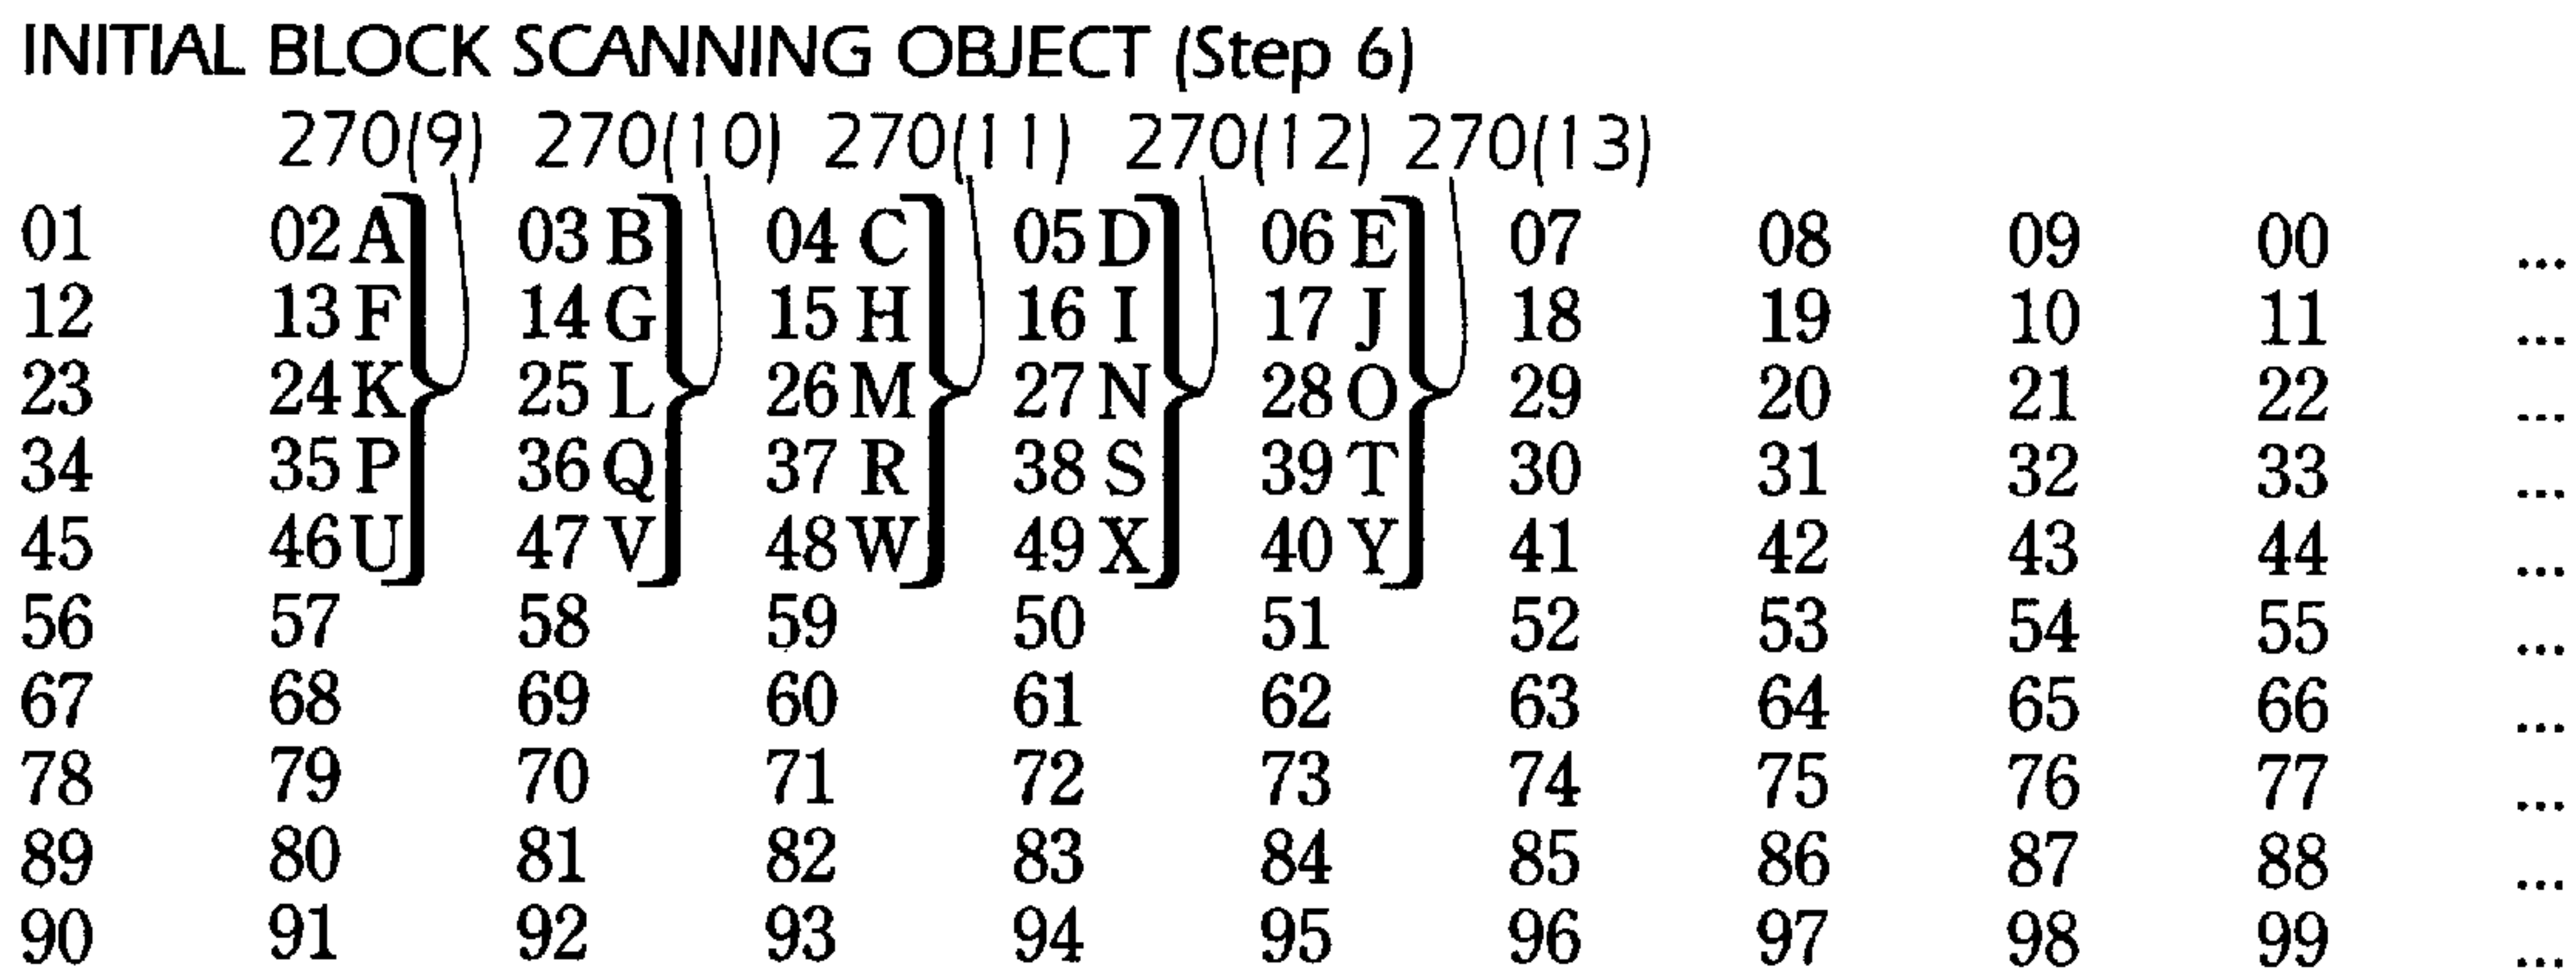 INITIAL BLOCK SCANNING OBJECT (Step 6)
270(9) 270(10) 270(11) 270(12) 270(13)
01 02 A 03 B 04 C 05 D 06 E 07 08 09 00 ...
12 13 F 14 G 15 H 16 I 17 J 18 19 10 11 ...
23 24 K 25 L 26 M 27 N 28 O 29 20 21 22 ...
34 35 P 36 Q 37 R 38 S 39 T 30 31 32 33 ...
45 46 U 47 V 48 W 49 X 40 Y 41 42 43 44 ...
56 57 58 59 50 51 52 53 54 55 ...
67 68 69 60 61 62 63 64 65 66 ...
78 79 70 71 72 73 74 75 76 77 ...
89 80 81 82 83 84 85 86 87 88 ...
90 91 92 93 94 95 96 97 98 99 ...